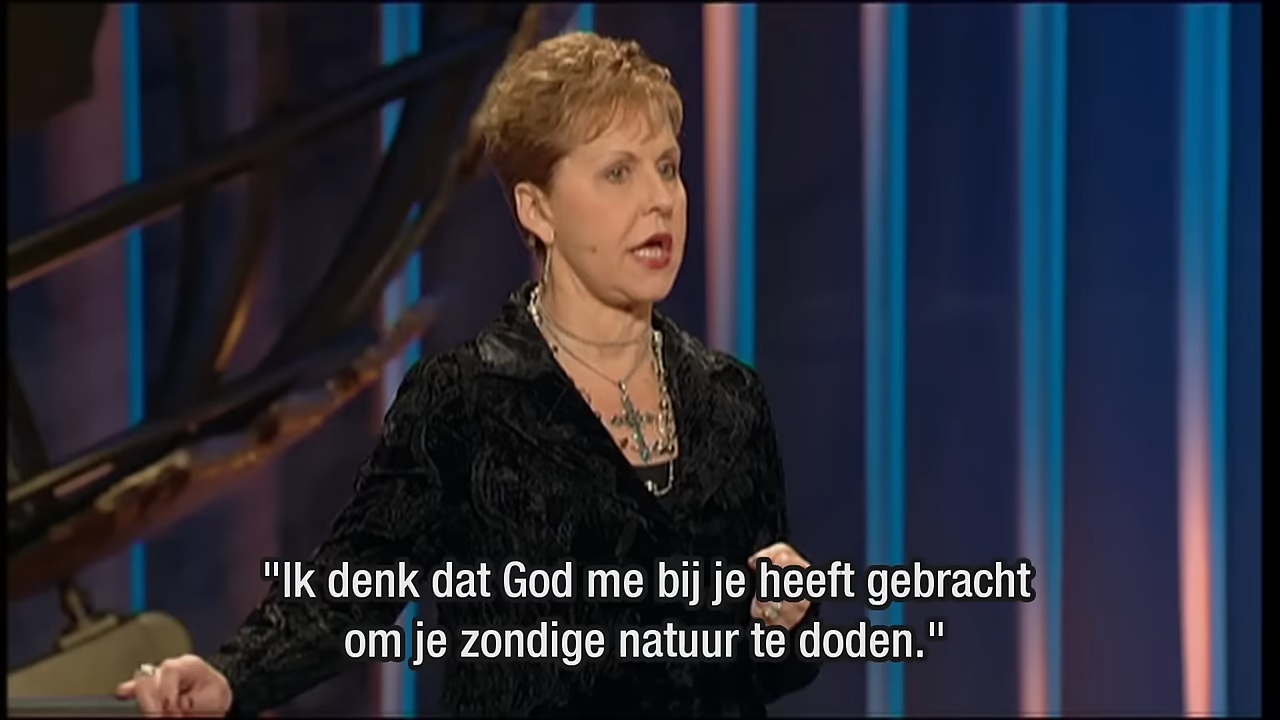 "Ik denk dat God me bij je heeft gebracht
om je zondige natuur te doden."